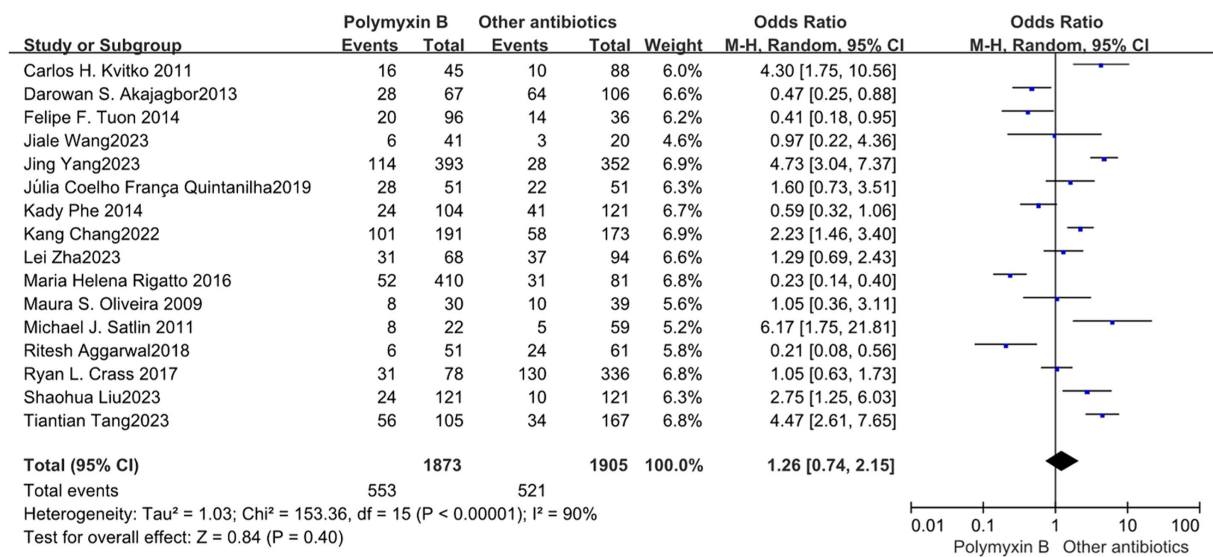 Polymyxin B Other antibiotics Odds Ratio Odds Ratio
Study or Subgroup Events Total Events Total Weight M-H, Random, 95% CI M-H, Random, 95% CI
Carlos H. Kvitko 2011 16 45 10 88 6.0% 4.30 [1.75, 10.56]
Darowan S. Akajagbor2013 28 67 64 106 6.6% 0.47 [0.25, 0.88]
Felipe F. Tuon 2014 20 96 14 36 6.1% 0.41 [0.18, 0.95]
Jiale Wang2023 6 41 3 20 4.6% 0.97 [0.22, 4.36]
Jing Yang2023 114 393 28 352 6.9% 4.73 [3.04, 7.37]
Júlia Coelho França Quintanilha2019 28 51 22 51 6.3% 1.60 [0.73, 3.51]
Kady Phe 2014 24 104 41 121 6.7% 0.59 [0.32, 1.06]
Kang Chang2022 101 191 58 173 6.9% 2.23 [1.46, 3.40]
Lei Zha2023 31 68 37 94 6.6% 1.29 [0.69, 2.43]
Maria Helena Rigatto 2016 52 410 31 81 6.8% 0.23 [0.14, 0.40]
Maura S. Oliveira 2009 8 30 10 39 5.6% 1.05 [0.36, 3.11]
Michael J. Satlin 2011 8 22 5 59 5.2% 6.17 [1.75, 21.81]
Ritesh Aggarwal2018 6 51 24 61 5.8% 0.21 [0.08, 0.56]
Ryan L. Crass 2017 31 78 130 336 6.8% 1.05 [0.63, 1.73]
Shaohua Liu2023 24 121 10 121 6.3% 2.75 [1.25, 6.03]
Tiantian Tang2023 56 105 34 167 6.8% 4.47 [2.61, 7.65]
Total (95% CI) 1873 1905 100.0% 1.26 [0.74, 2.15]
Total events 553 521
Heterogeneity: Tau² = 1.03; Chi² = 153.36, df = 15 (P < 0.00001); I² = 90%
Test for overall effect: Z = 0.84 (P = 0.40)
0.01 0.1 1 10 100
Polymyxin B Other antibiotics